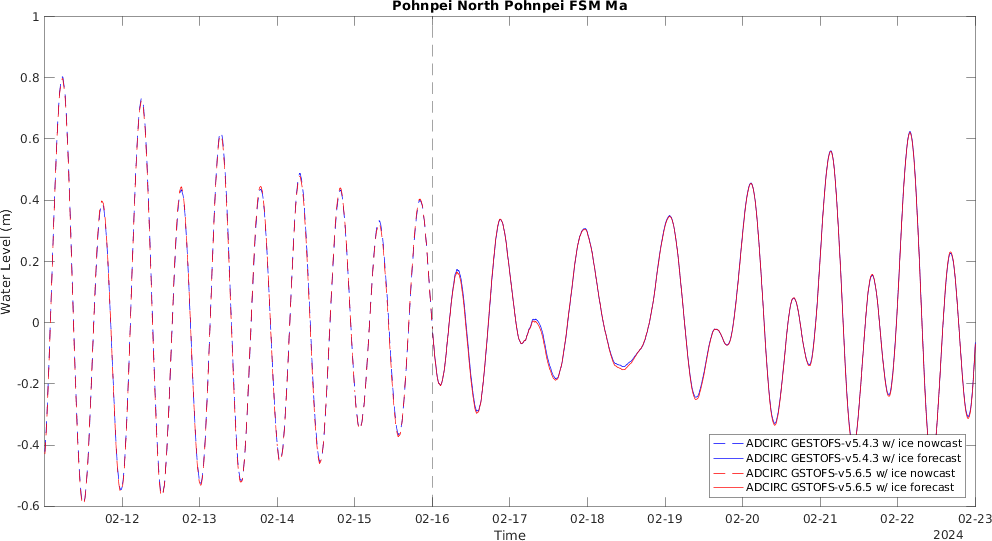 Pohnpei North Pohnpei FSM Ma
1
0.8
0.6
0.4
0.2
0
-0.2
-0.4
-0.6
Water Level (m)
ADCIRC GESTOFS-v5.4.3 w/ ice nowcast
ADCIRC GESTOFS-v5.4.3 w/ ice forecast
ADCIRC GSTOFS-v5.6.5 w/ ice nowcast
ADCIRC GSTOFS-v5.6.5 w/ ice forecast
02-12 02-13 02-14 02-15 02-16 02-17 02-18 02-19 02-20 02-21 02-22 02-23
Time
2024